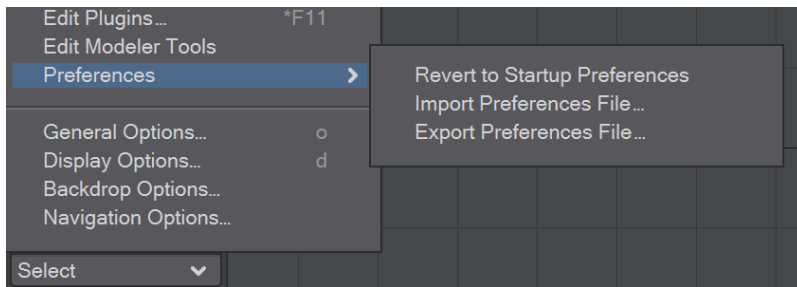 Edit Plugins... *F11
Edit Modeler Tools
Preferences
Revert to Startup Preferences
Import Preferences File...
Export Preferences File...
General Options... o
Display Options... d
Backdrop Options...
Navigation Options...
Select